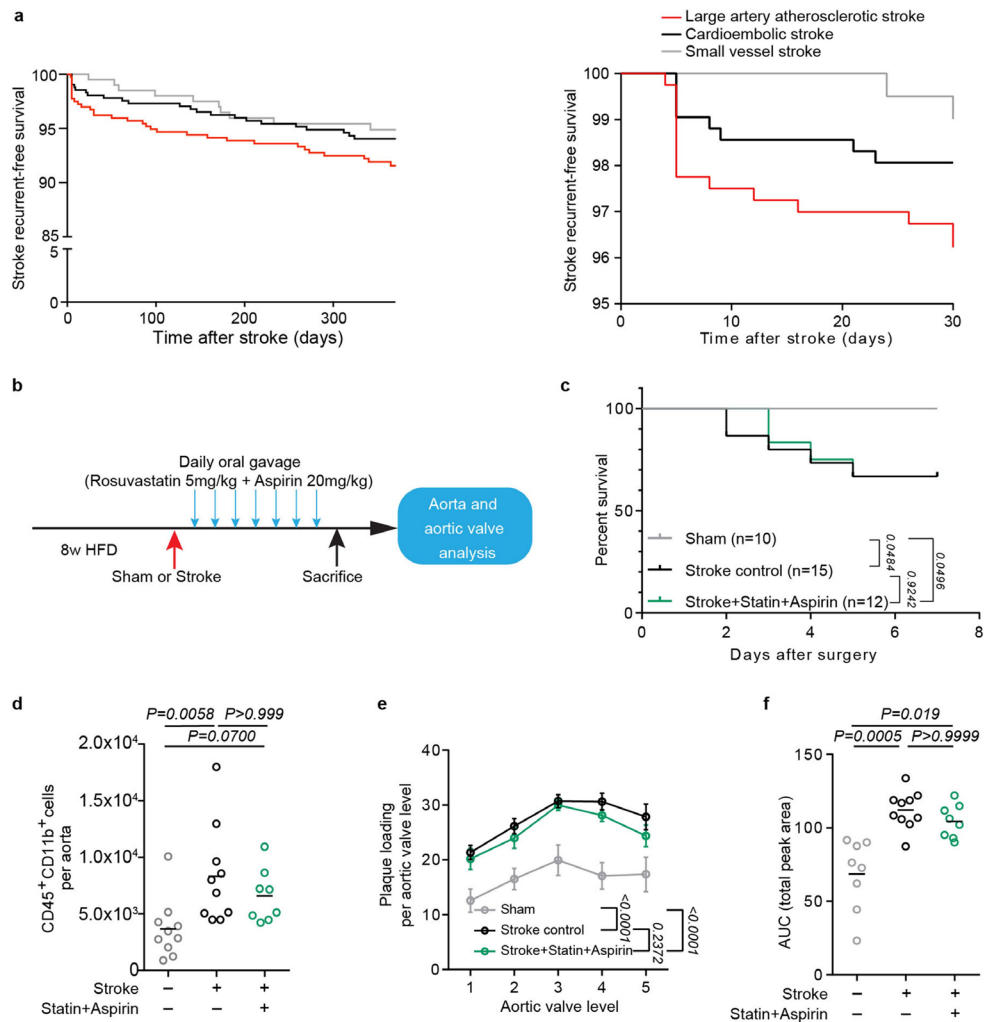 a
Large artery atherosclerotic stroke
Cardioembolic stroke
Small vessel stroke
Stroke recurrent-free survival
100
95
90
85
5
0
0 100 200 300
Time after stroke (days)
Stroke recurrent-free survival
100
99
98
97
96
95
0 10 20 30
Time after stroke (days)
b
Daily oral gavage
(Rosuvastatin 5mg/kg + Aspirin 20mg/kg)
8w HFD
Sham or Stroke
Sacrifice
Aorta and
aortic valve
analysis
c
Percent survival
100
50
0
Sham (n=10)
Stroke control (n=15)
Stroke+Statin+Aspirin (n=12)
0.0484
0.9242
0.0496
0 2 4 6 8
Days after surgery
d
P=0.0058 P>0.999
P=0.0700
CD45⁺ CD11b⁺ cells
per aorta
2.0x10⁴
1.5x10⁴
1.0x10⁴
5.0x10³
0
Stroke – + +
Statin+Aspirin +
e
Plaque loading
per aortic valve level
40
30
20
10
0
Sham
Stroke control
Stroke+Statin+Aspirin
<0.0001
0.2372
<0.0001
1 2 3 4 5
Aortic valve level
f
P=0.019
P=0.0005 P>0.9999
AUC (total peak area)
150
100
50
0
Stroke – + +
Statin+Aspirin – – +